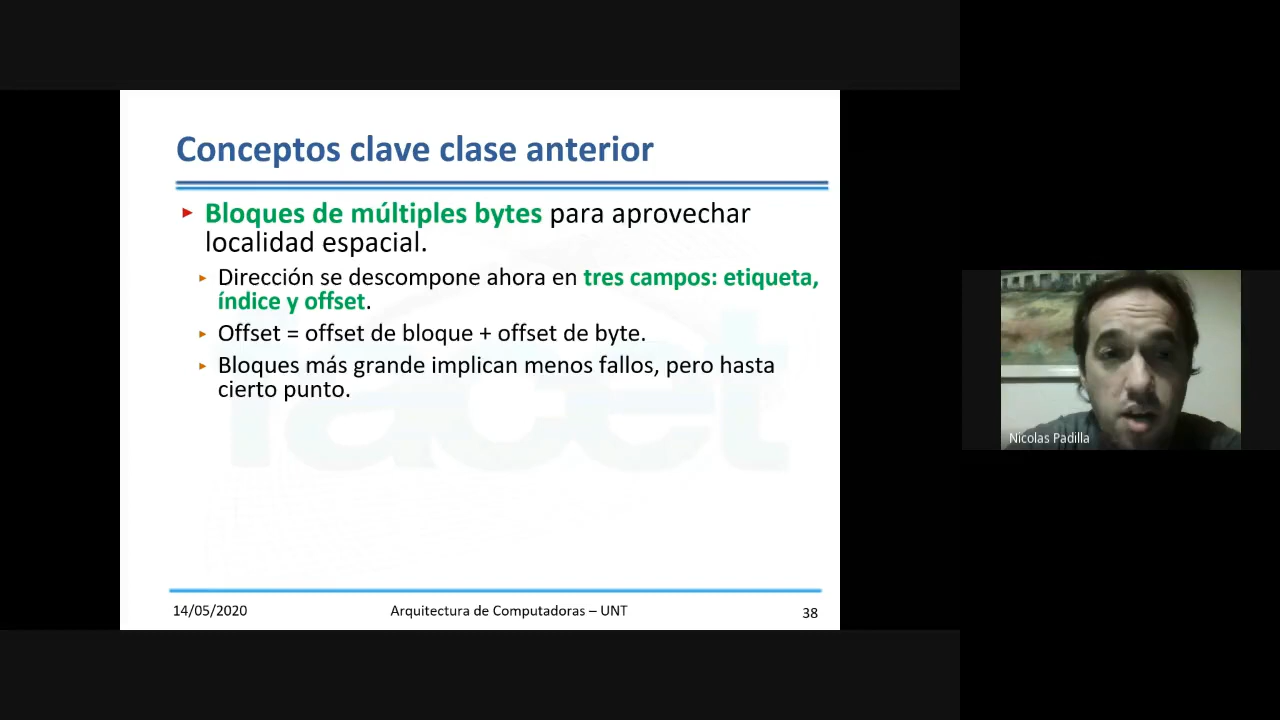 Conceptos clave clase anterior
Bloques de múltiples bytes para aprovechar
localidad espacial.
Dirección se descompone ahora en tres campos: etiqueta,
índice y offset.
Offset = offset de bloque + offset de byte.
Bloques más grande implican menos fallos, pero hasta
cierto punto.
facet
14/05/2020
Arquitectura de Computadoras – UNT
38
Nicolas Padilla